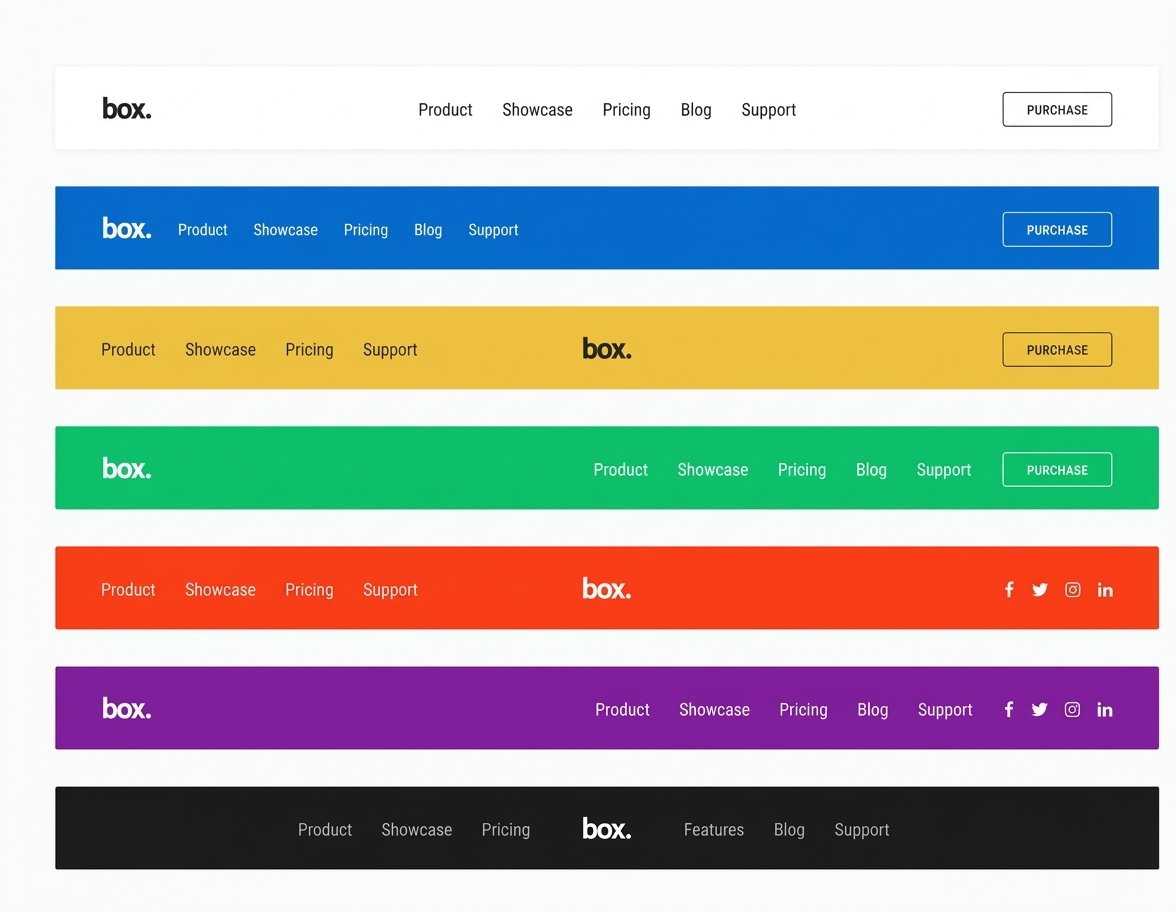 box. Product Showcase Pricing Blog Support PURCHASE
box. Product Showcase Pricing Blog Support PURCHASE
Product Showcase Pricing Support box. PURCHASE
box. Product Showcase Pricing Blog Support PURCHASE
Product Showcase Pricing Support box.
box. Product Showcase Pricing Blog Support
Product Showcase Pricing box. Features Blog Support